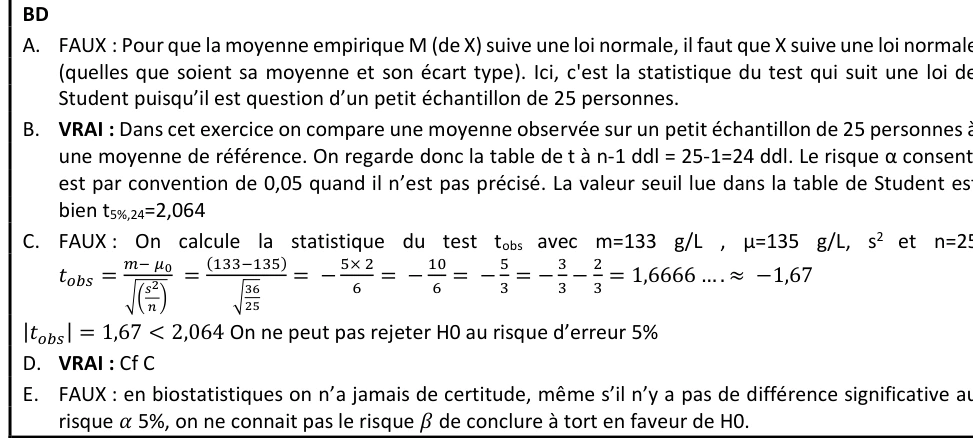 BD
A. FAUX : Pour que la moyenne empirique M (de X) suive une loi normale, il faut que X suive une loi normale
(quelles que soient sa moyenne et son écart type). Ici, c'est la statistique du test qui suit une loi de
Student puisqu'il est question d'un petit échantillon de 25 personnes.
B. VRAI : Dans cet exercice on compare une moyenne observée sur un petit échantillon de 25 personnes à
une moyenne de référence. On regarde donc la table de t à n-1 ddl = 25-1=24 ddl. Le risque α consenti
est par convention de 0,05 quand il n'est pas précisé. La valeur seuil lue dans la table de Student est
bien t₅%,₂₄=2,064
C. FAUX : On calcule la statistique du test t_obs avec m=133 g/L , µ=135 g/L, s² et n=25
t_obs = (m− μ₀)/√(s²/n) = (133−135)/√(36/25) = − (5× 2)/6 = − 10/6 = − 5/3 = − 3/3 − 2/3 = 1,6666 .... ≈ −1,67
|t_obs| = 1,67 < 2,064 On ne peut pas rejeter H0 au risque d'erreur 5%
D. VRAI : Cf C
E. FAUX : en biostatistiques on n'a jamais de certitude, même s'il n'y a pas de différence significative au
risque α 5%, on ne connait pas le risque β de conclure à tort en faveur de H0.